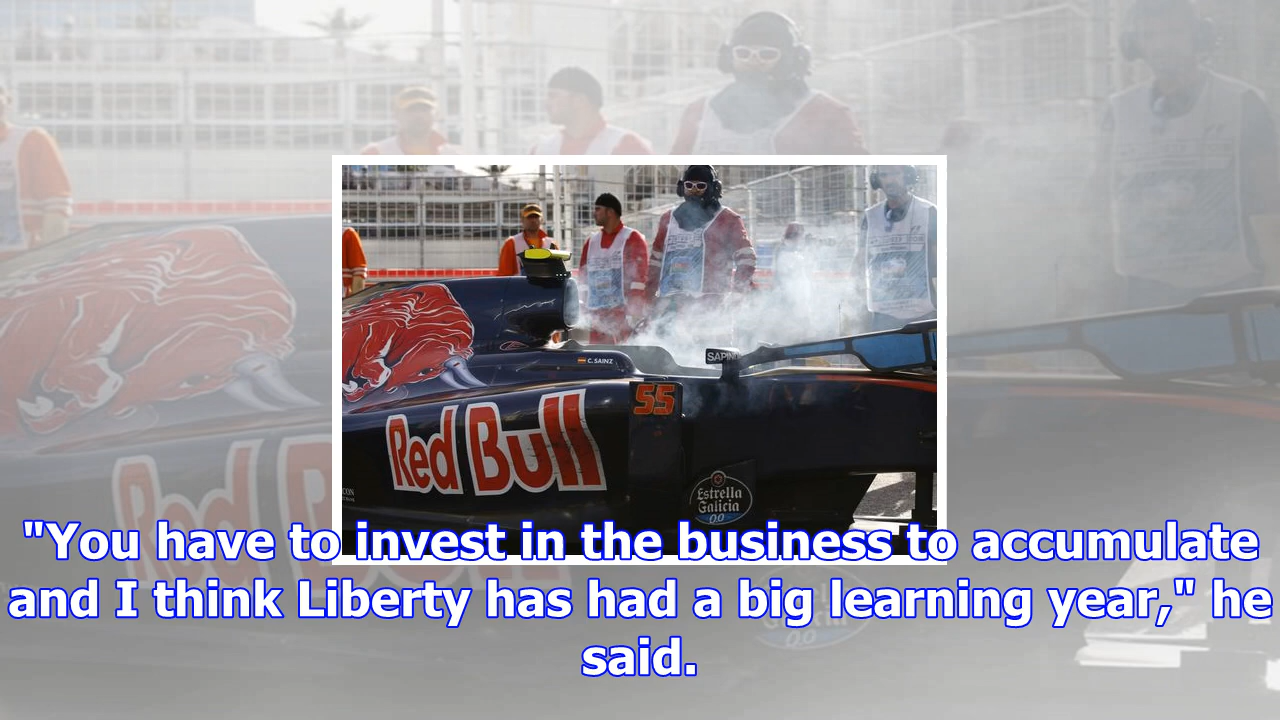 C. SAINZ
SAPIN
55
Red Bull
Estrella
Galicia
0,0
"You have to invest in the business to accumulate
and I think Liberty has had a big learning year," he
said.